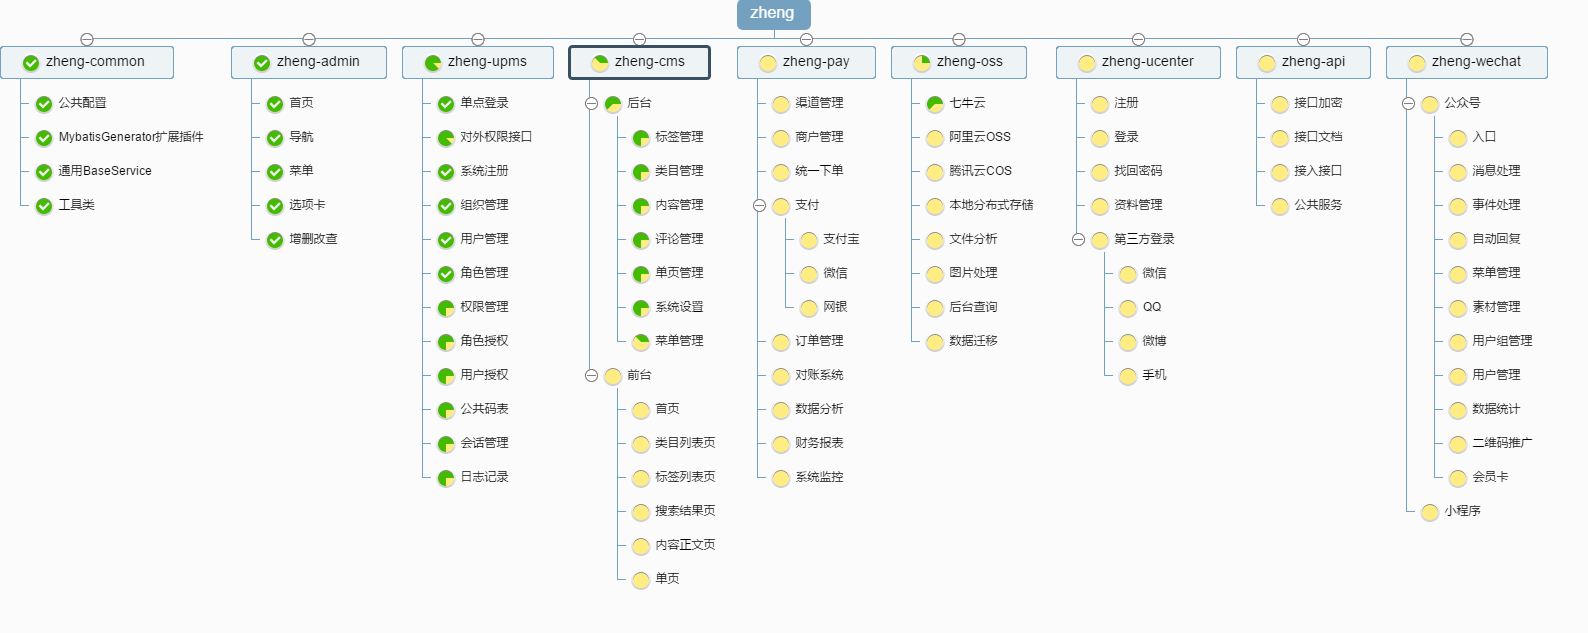 zheng
zheng-common
公共配置
MybatisGenerator扩展插件
通用BaseService
工具类
zheng-admin
首页
导航
菜单
选项卡
增删改查
zheng-upms
单点登录
对外权限接口
系统注册
组织管理
用户管理
角色管理
权限管理
角色授权
用户授权
公共码表
会话管理
日志记录
zheng-cms
后台
标签管理
类目管理
内容管理
评论管理
单页管理
系统设置
菜单管理
前台
首页
类目列表页
标签列表页
搜索结果页
内容正文页
单页
zheng-pay
渠道管理
商户管理
统一下单
支付
支付宝
微信
网银
订单管理
对账系统
数据分析
财务报表
系统监控
zheng-oss
七牛云
阿里云OSS
腾讯云COS
本地分布式存储
文件分析
图片处理
后台查询
数据迁移
zheng-ucenter
注册
登录
找回密码
资料管理
第三方登录
微信
QQ
微博
手机
zheng-api
接口加密
接口文档
接入接口
公共服务
zheng-wechat
公众号
入口
消息处理
事件处理
自动回复
菜单管理
素材管理
用户组管理
用户管理
数据统计
二维码推广
会员卡
小程序